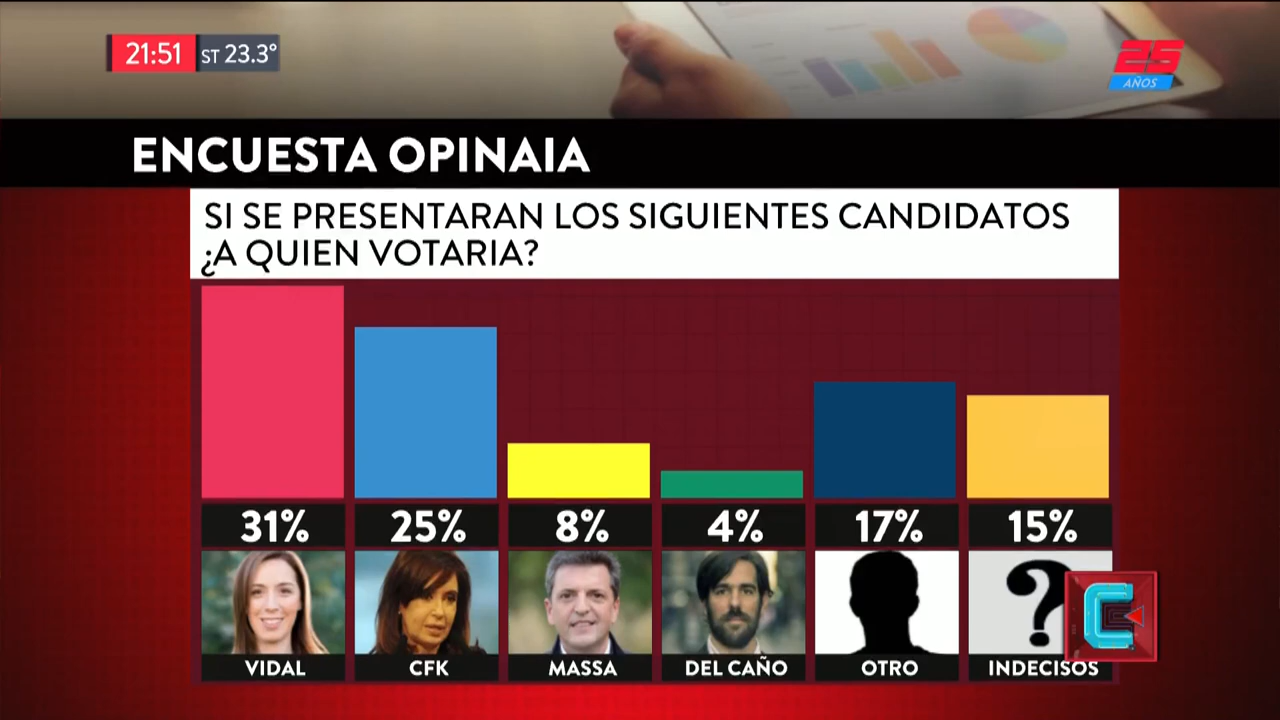 21:51 ST 23.3°
25
AÑOS
ENCUESTA OPINAIA
SI SE PRESENTARAN LOS SIGUIENTES CANDIDATOS
¿A QUIEN VOTARIA?
31% 25% 8% 4% 17% 15%
?
C
VIDAL CFK MASSA DEL CAÑO OTRO INDECISOS